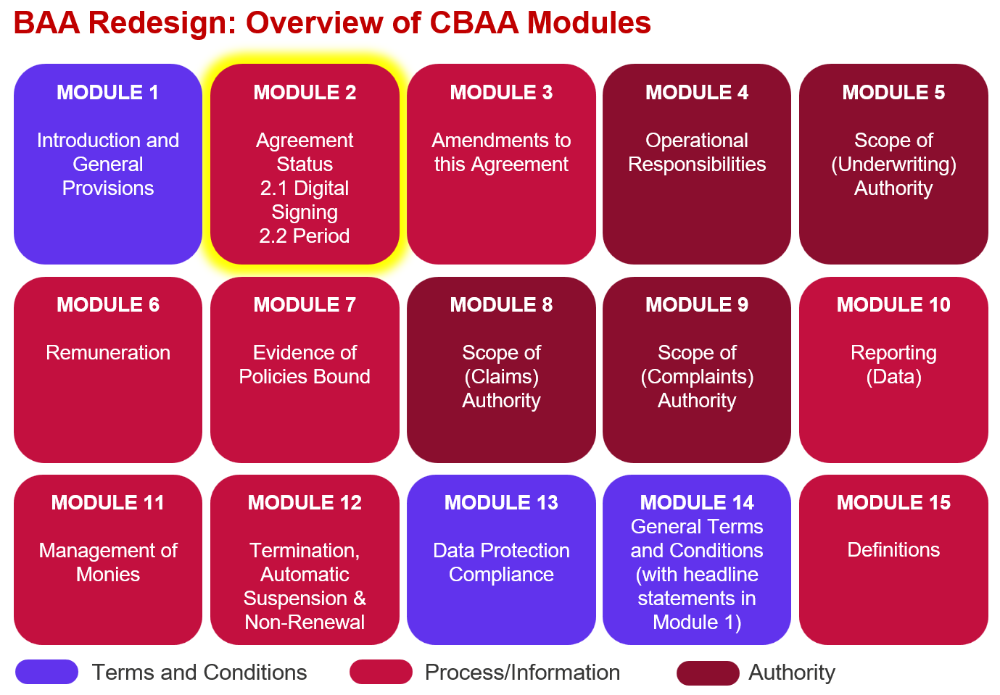 BAA Redesign: Overview of CBAA Modules
MODULE 1
Introduction and
General
Provisions
MODULE 2
Agreement
Status
2.1 Digital
Signing
2.2 Period
MODULE 3
Amendments to
this Agreement
MODULE 4
Operational
Responsibilities
MODULE 5
Scope of
(Underwriting)
Authority
MODULE 6
Remuneration
MODULE 7
Evidence of
Policies Bound
MODULE 8
Scope of
(Claims)
Authority
MODULE 9
Scope of
(Complaints)
Authority
MODULE 10
Reporting
(Data)
MODULE 11
Management of
Monies
MODULE 12
Termination,
Automatic
Suspension &
Non-Renewal
MODULE 13
Data Protection
Compliance
MODULE 14
General Terms
and Conditions
(with headline
statements in
Module 1)
MODULE 15
Definitions
Terms and Conditions
Process/Information
Authority